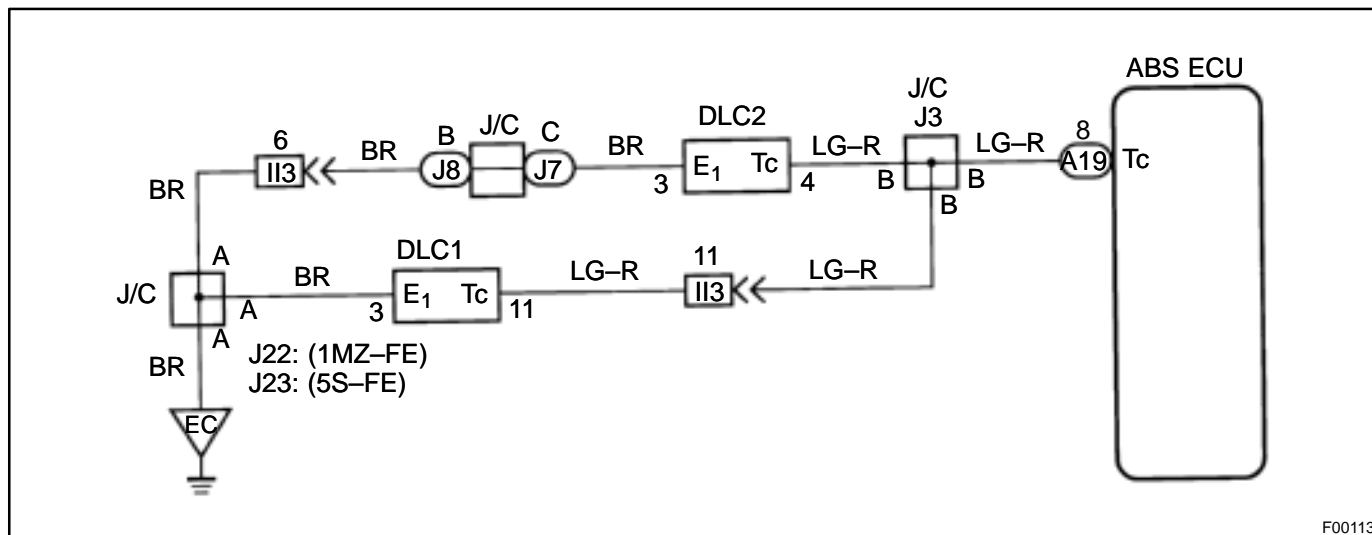 ABS ECU
J/C
J3
DLC2
6
II3
BR
B
J8
J/C
C
J7
BR
3
E1
Tc
4
LG–R
B
B
B
LG–R
8
A19
Tc
BR
DLC1
11
J/C
A
A
A
BR
3
E1
Tc
11
LG–R
II3
LG–R
BR
J22: (1MZ–FE)
J23: (5S–FE)
EC
F00113